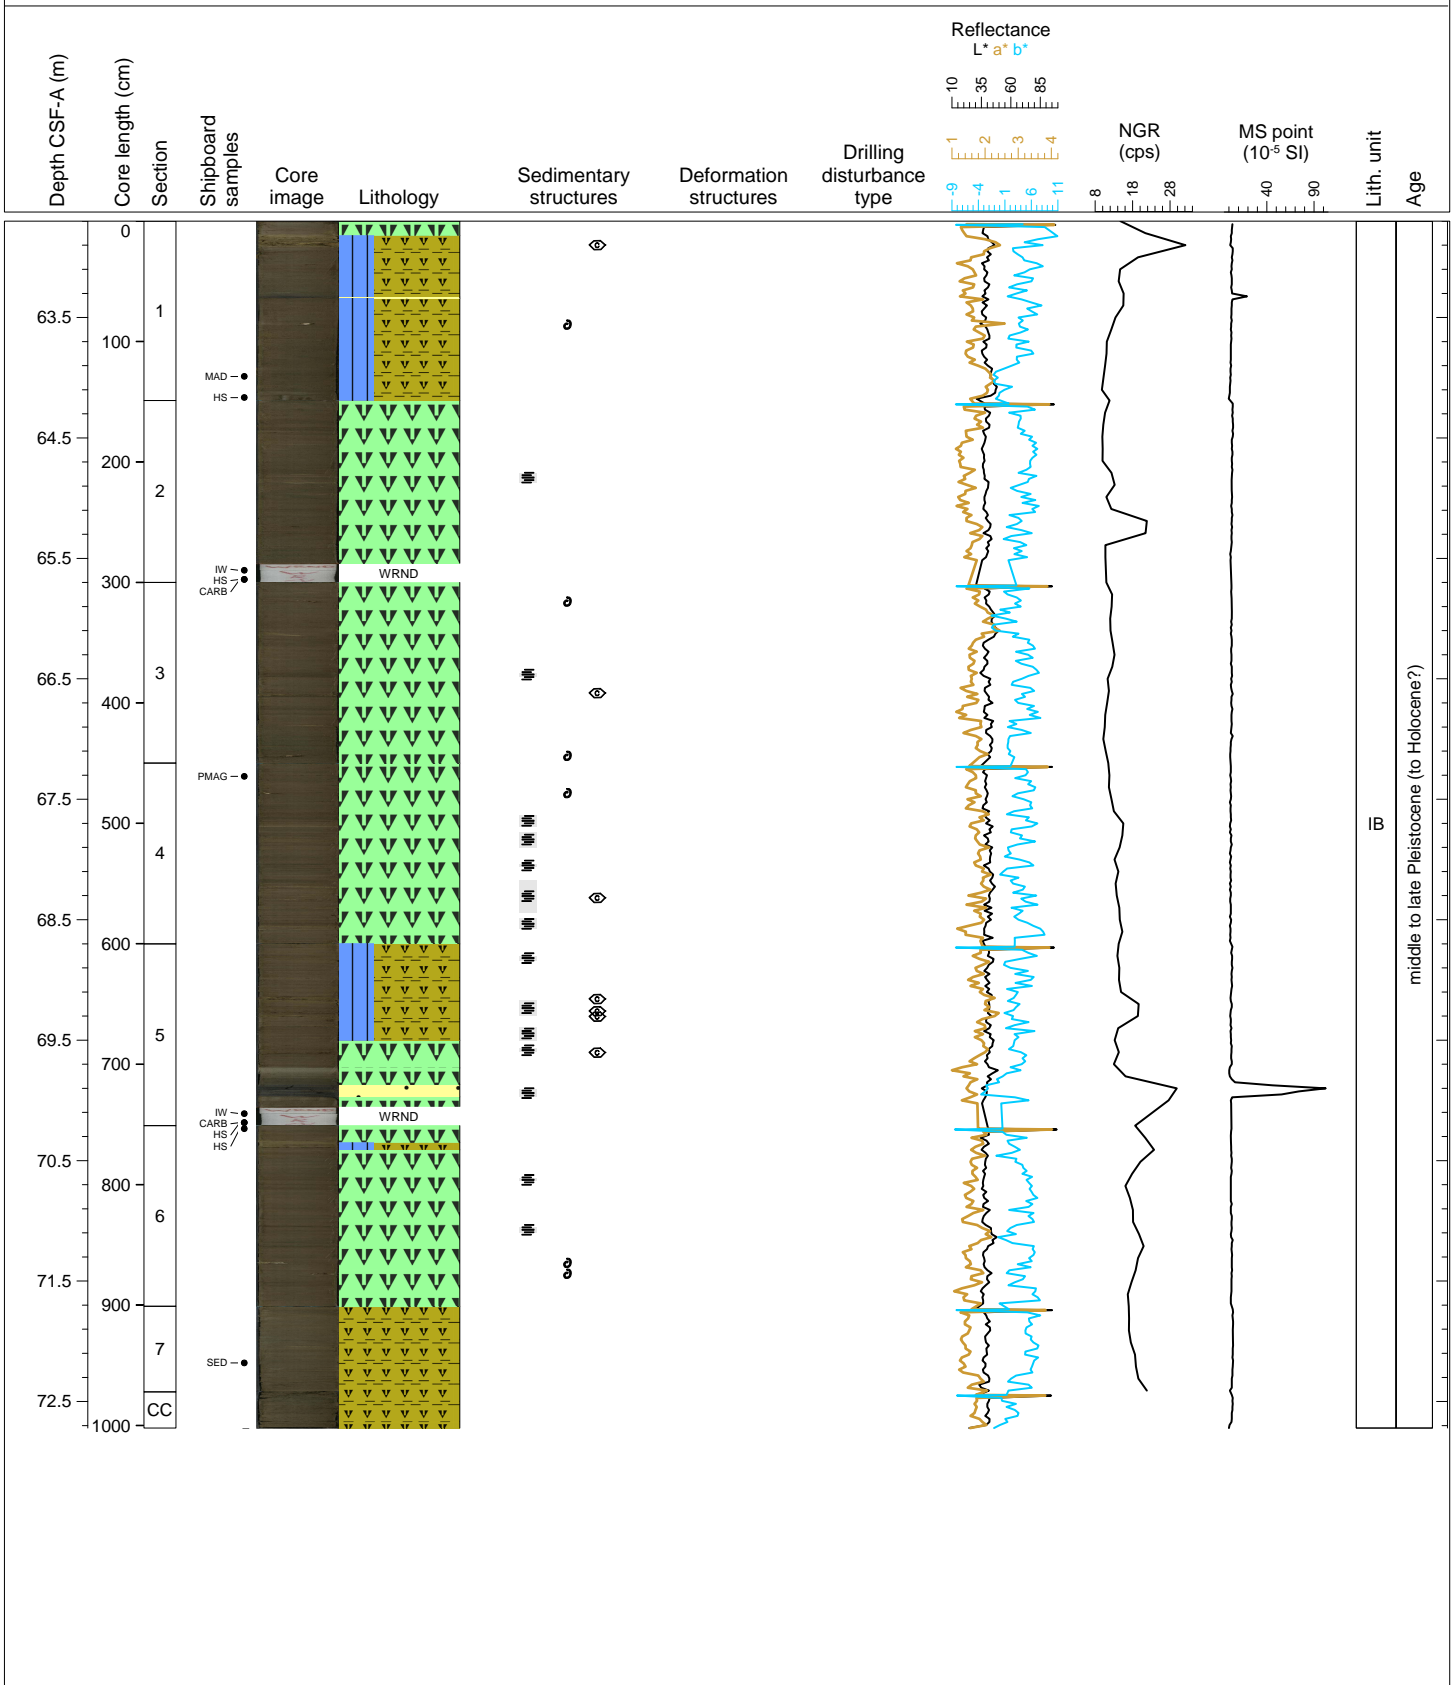 Depth CSF-A (m)
Core length (cm)
Section
Shipboard
samples
Core
image
Lithology
Sedimentary
structures
Deformation
structures
Drilling
disturbance
type
Reflectance
L* a* b*
10 35 60 85
1 2 3 4
-9 -4 1 6 11
NGR
(cps)
8 18 28
MS point
(10-5 SI)
40 90
Lith. unit
Age
63.5
64.5
65.5
66.5
67.5
68.5
69.5
70.5
71.5
72.5
0
100
200
300
400
500
600
700
800
900
1000
1
2
3
4
5
6
7
CC
MAD
HS
IW
HS
CARB
PMAG
IW
CARB
HS
HS
SED
WRND
WRND
c
c
c
c
c
c
c
IB
middle to late Pleistocene (to Holocene?)